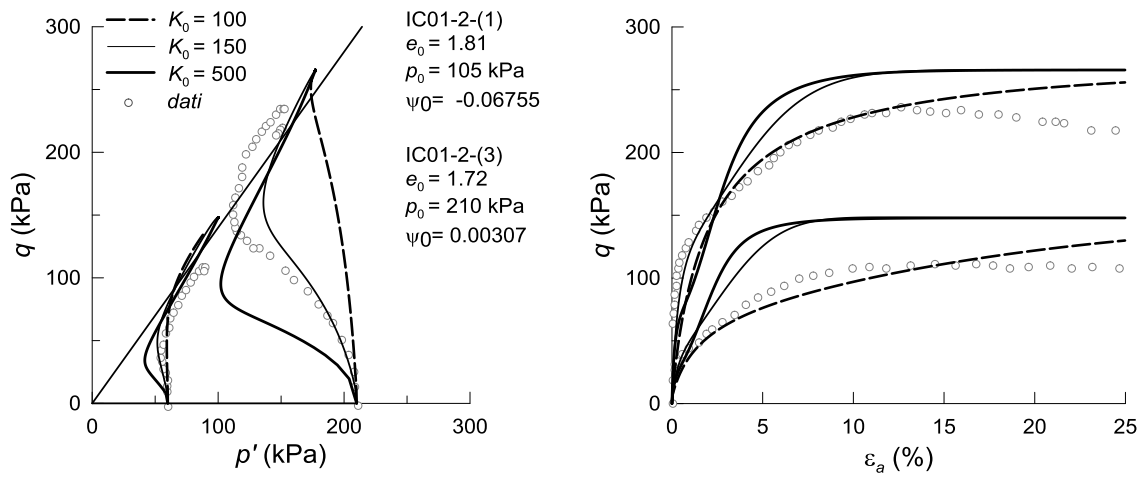 K₀ = 100
K₀ = 150
K₀ = 500
dati
IC01-2-(1)
e₀ = 1.81
p₀ = 105 kPa
ψ0= -0.06755
IC01-2-(3)
e₀ = 1.72
p₀ = 210 kPa
ψ0= 0.00307
300
200
100
0
q (kPa)
0 100 200 300
p' (kPa)
300
200
100
0
q (kPa)
0 5 10 15 20 25
εₐ (%)